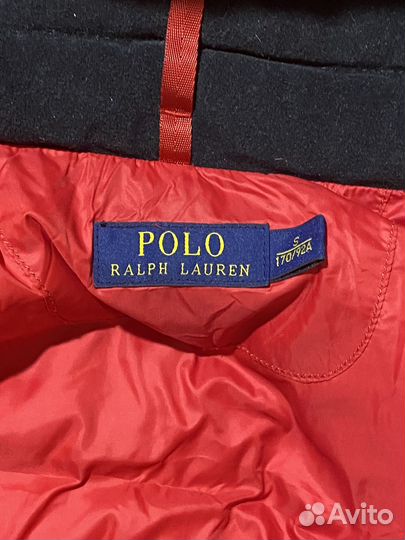 POLO
RALPH LAUREN
S
170/92A
Avito